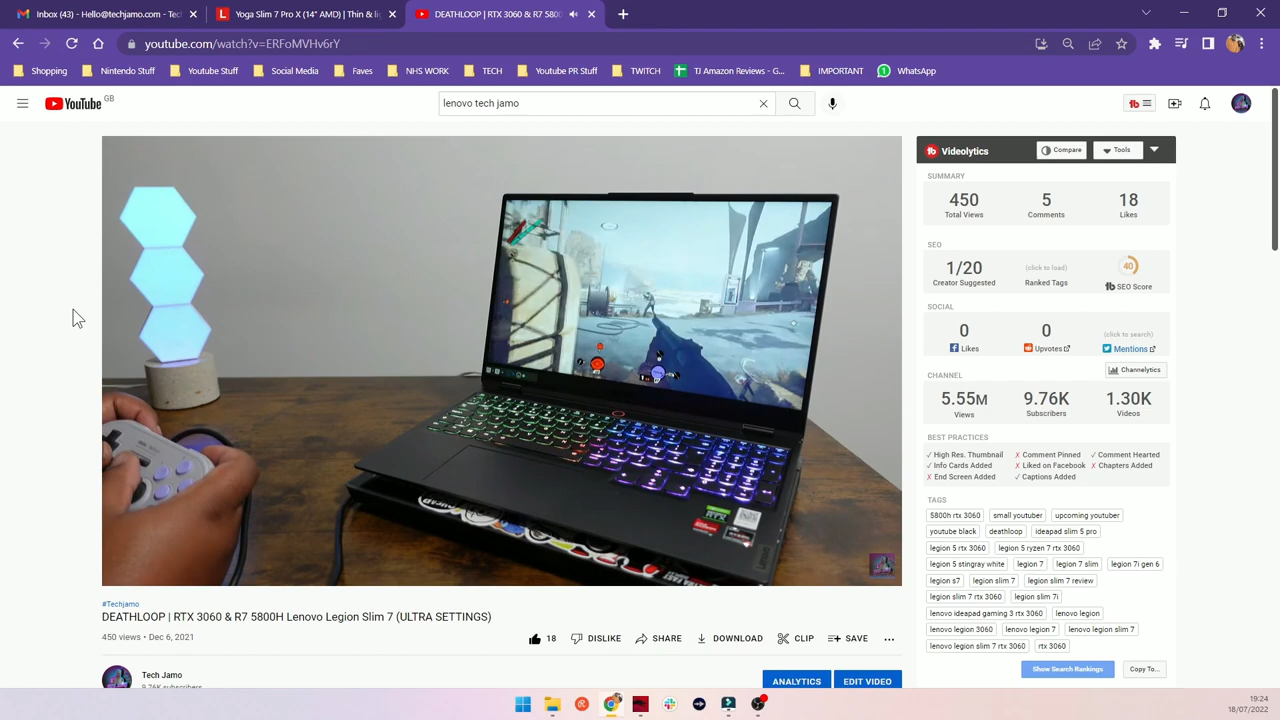 Inbox (43) - Hello@techjamo.com - Tec
Yoga Slim 7 Pro X (14″ AMD) | Thin & lig
DEATHLOOP | RTX 3060 & R7 5800
youtube.com/watch?v=ERFoMVHv6rY
Shopping
Nintendo Stuff
Youtube Stuff
Social Media
Faves
NHS WORK
TECH
Youtube PR Stuff
TWITCH
TJ Amazon Reviews - G...
IMPORTANT
WhatsApp
YouTube GB
lenovo tech jamo
Videolytics
Compare
Tools
SUMMARY
450
5
18
Total Views
Comments
Likes
SEO
1/20
(click to load)
40
Creator Suggested
Ranked Tags
SEO Score
SOCIAL
0
0
(click to search)
Likes
Upvotes
Mentions
CHANNEL
Channelytics
5.55M
9.76K
1.30K
Views
Subscribers
Videos
BEST PRACTICES
✓ High Res. Thumbnail
✗ Comment Pinned
✓ Comment Hearted
✓ Info Cards Added
✗ Liked on Facebook
✗ Chapters Added
✗ End Screen Added
✓ Captions Added
TAGS
5800h rtx 3060
small youtuber
upcoming youtuber
youtube black
deathloop
ideapad slim 5 pro
legion 5 rtx 3060
legion 5 ryzen 7 rtx 3060
legion 5 stingray white
legion 7
legion 7 slim
legion 7i gen 6
legion s7
legion slim 7
legion slim 7 review
legion slim 7 rtx 3060
legion slim 7i
lenovo ideapad gaming 3 rtx 3060
lenovo legion
lenovo legion 3060
lenovo legion 7
lenovo legion slim 7
lenovo legion slim 7 rtx 3060
rtx 3060
Show Search Rankings
Copy To...
#Techjamo
DEATHLOOP | RTX 3060 & R7 5800H Lenovo Legion Slim 7 (ULTRA SETTINGS)
450 views • Dec 6, 2021
18
DISLIKE
SHARE
DOWNLOAD
CLIP
SAVE
Tech Jamo
9.76K subscribers
ANALYTICS
EDIT VIDEO
19:24
18/07/2022